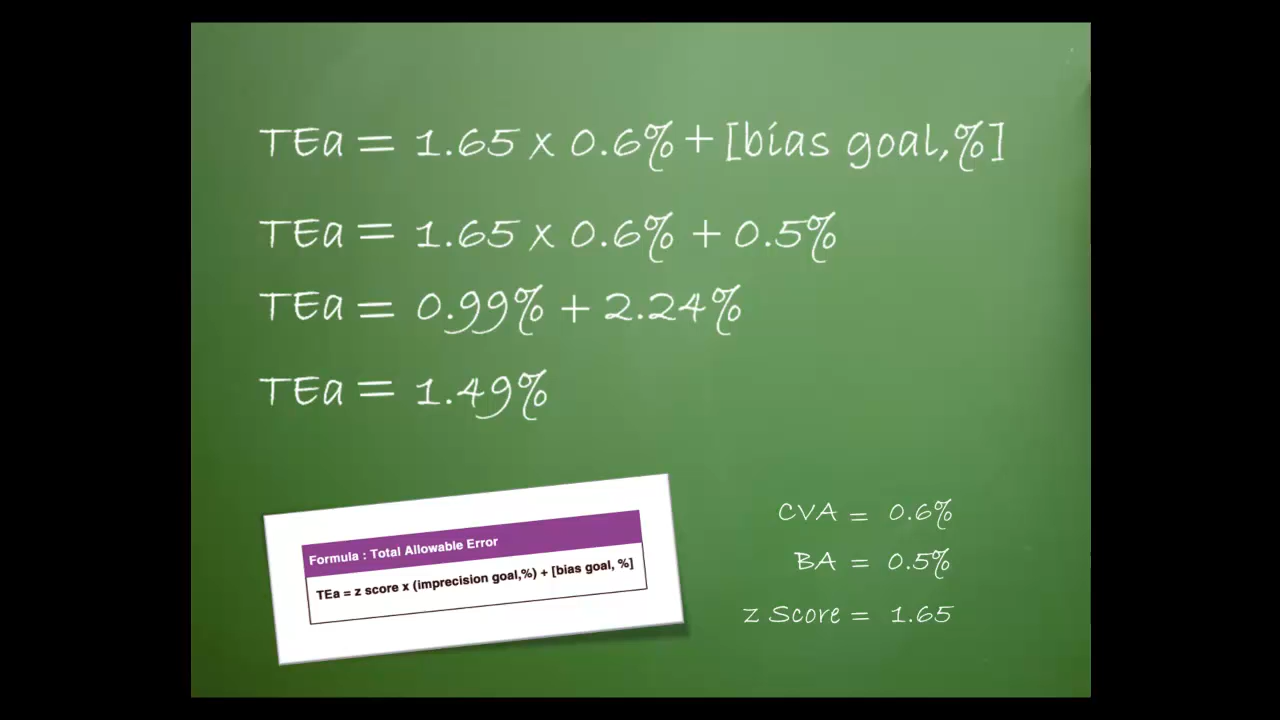 TEa = 1.65 x 0.6% + [bias goal,%]
TEa = 1.65 x 0.6% + 0.5%
TEa = 0.99% + 2.24%
TEa = 1.49%
Formula : Total Allowable Error
TEa = z score x (imprecision goal,%) + [bias goal, %]
CVA = 0.6%
BA = 0.5%
z Score = 1.65